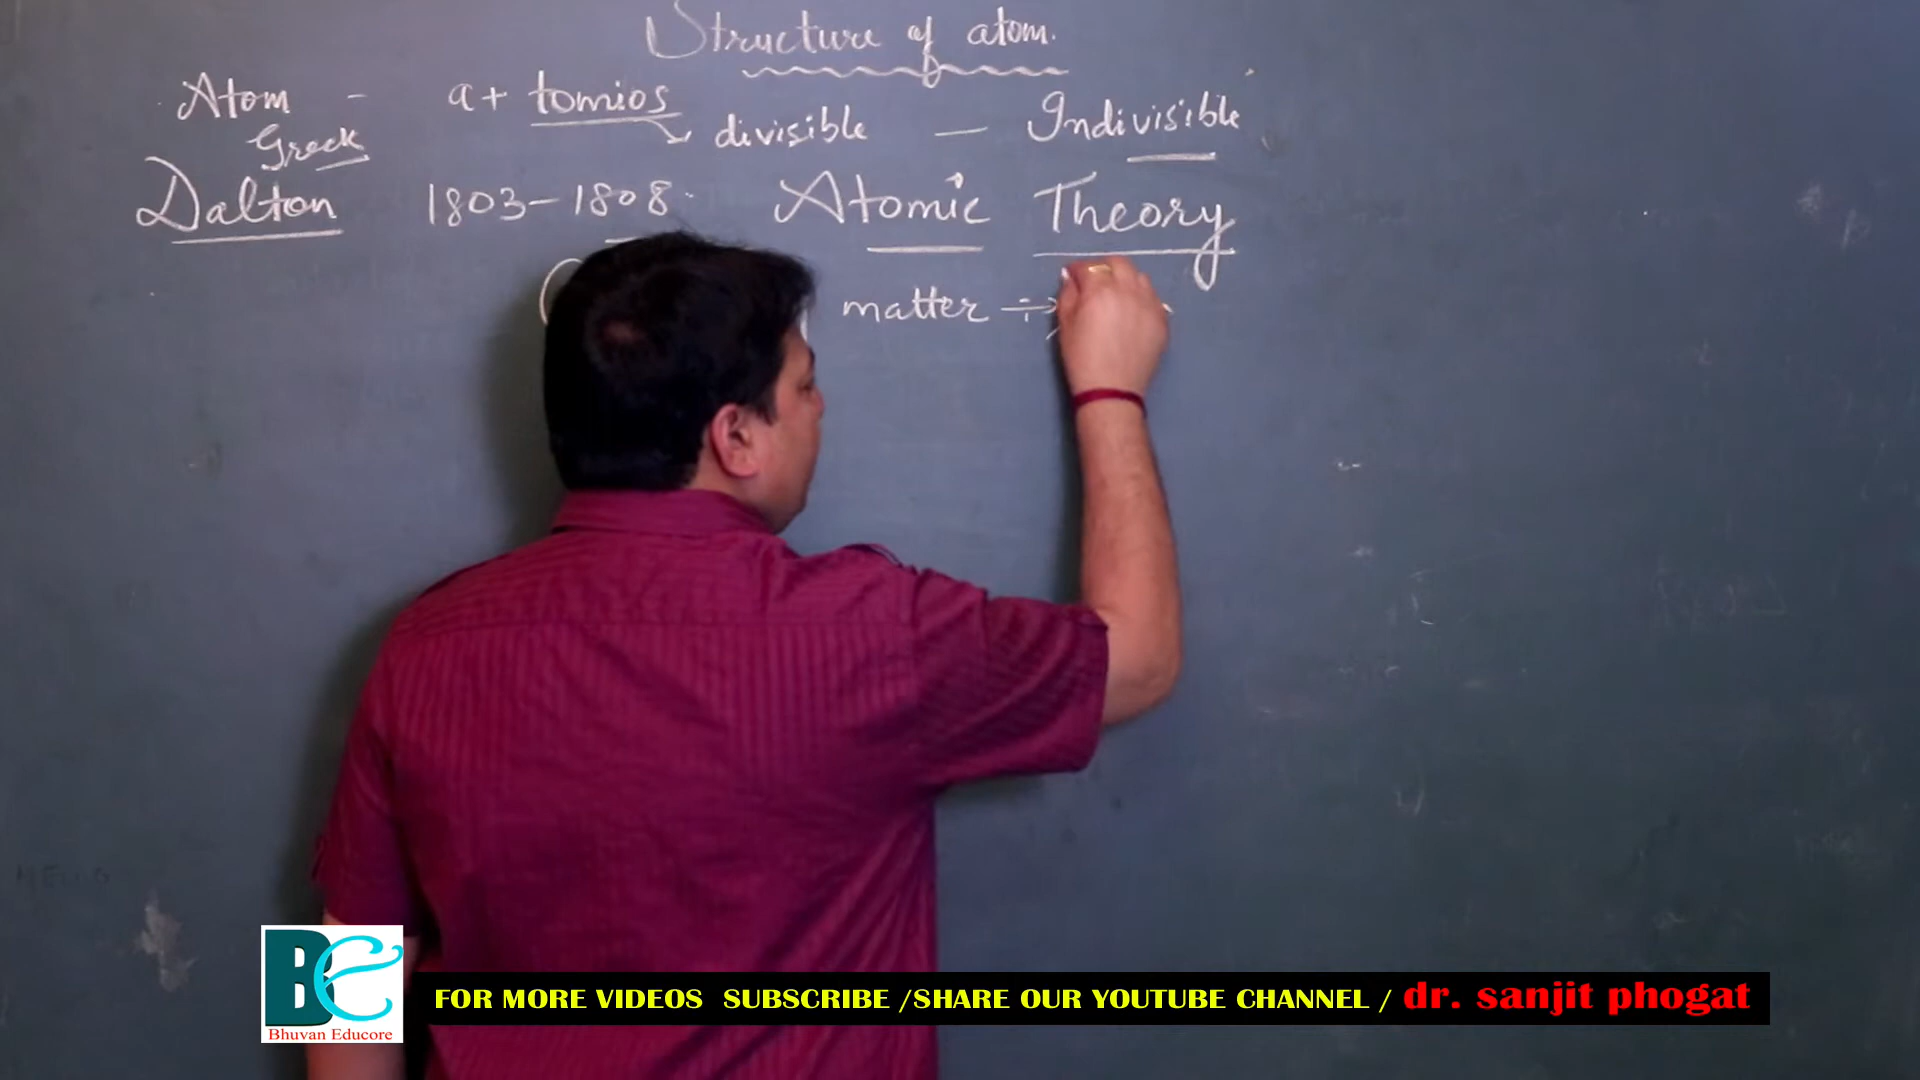 Structure of atom.
Atom - a + tomios
Greek
divisible — Indivisible
Dalton 1803-1808. Atomic Theory
matter
BE
Bhuvan Educore
FOR MORE VIDEOS SUBSCRIBE /SHARE OUR YOUTUBE CHANNEL / dr. sanjit phogat